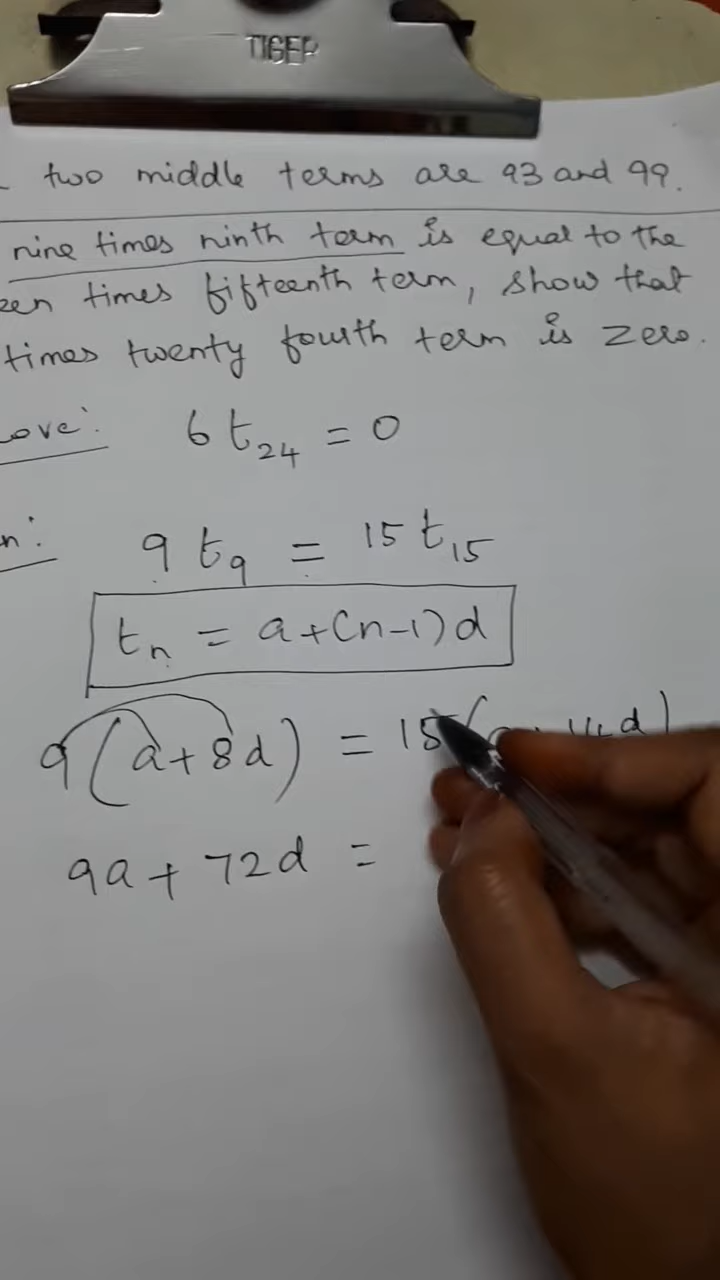 TIGER
two middle terms are 93 and 99.
nine times ninth term is equal to the
times fifteenth term, show that
times twenty fourth term is zero.
6 t₂₄ = 0
9 t₉ = 15 t₁₅
tₙ = a+(n-1)d
9(a+8d) = 15(
9a + 72d =